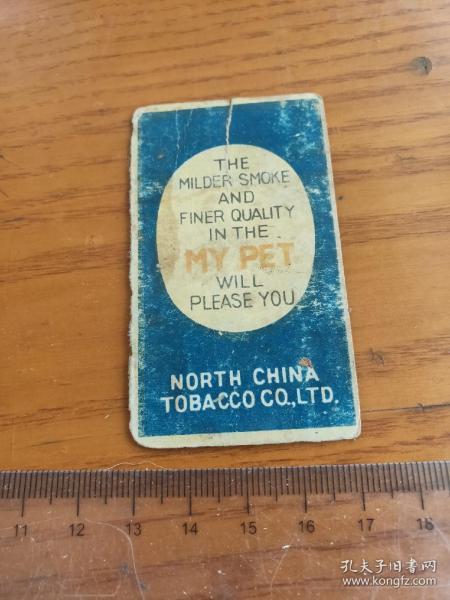 THE
MILDER SMOKE
AND
FINER QUALITY
IN THE
MY PET
WILL
PLEASE YOU
NORTH CHINA
TOBACCO CO.,LTD.
11 12 13 14 15 16 17 18
孔夫子旧书网
www.kongfz.com